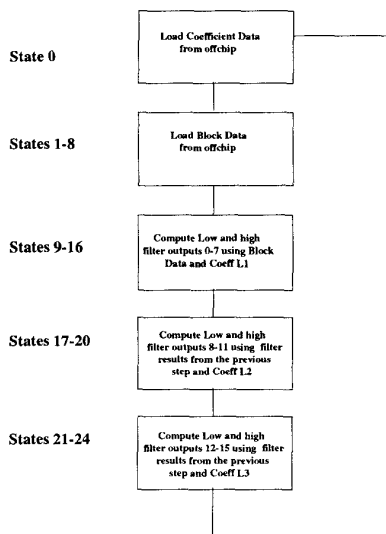 Load Coefficient Data
from offchip
State 0
Load Block Data
from offchip
States 1-8
Compute Low and high
filter outputs 0-7 using Block
Data and Coeff L1
States 9-16
Compute Low and high
filter outputs 8-11 using filter
results from the previous
step and Coeff L2
States 17-20
Compute Low and high
filter outputs 12-15 using filter
results from the previous
step and Coeff L3
States 21-24